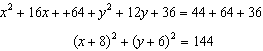 x² + 16x + +64 + y² + 12y + 36 = 44 + 64 + 36
(x + 8)² + (y + 6)² = 144